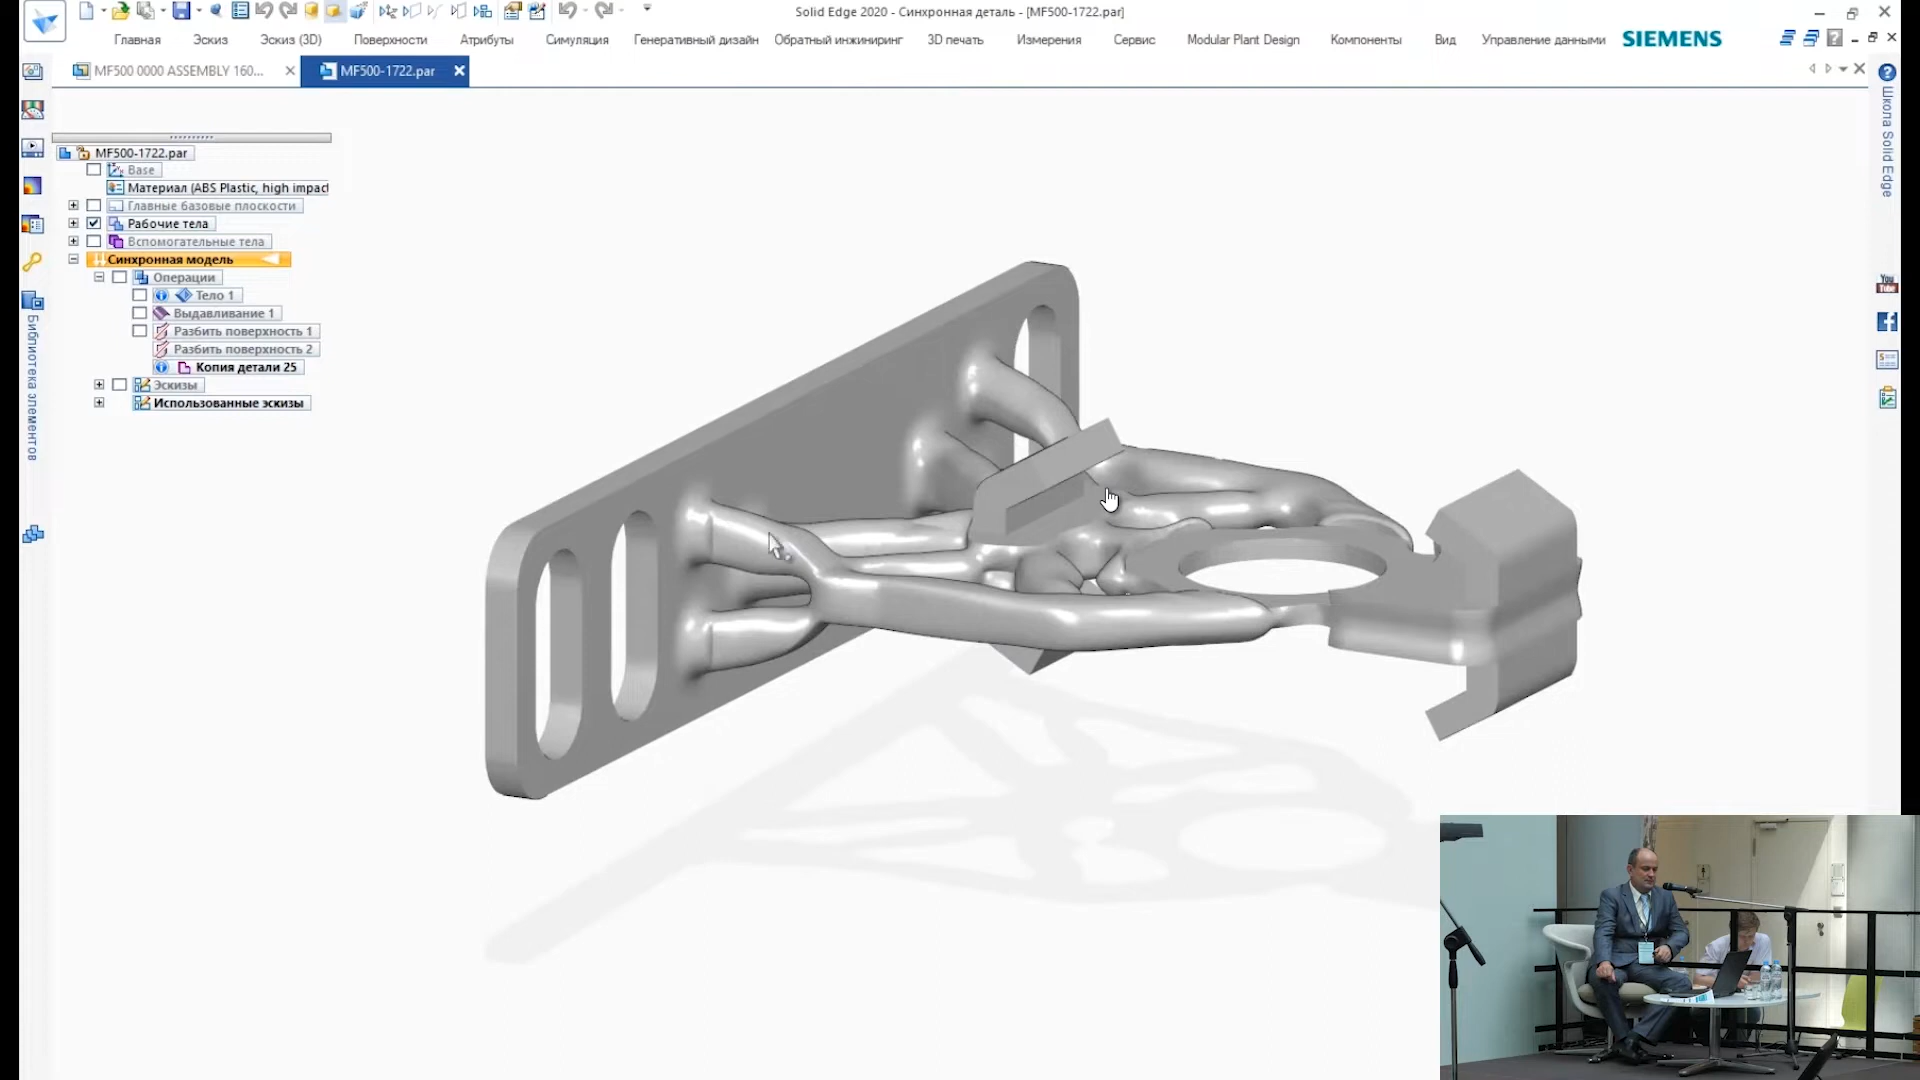 Solid Edge 2020 - Синхронная деталь - [MF500-1722.par]
Главная Эскиз Эскиз (3D) Поверхности Атрибуты Симуляция Генеративный дизайн Обратный инжиниринг 3D печать Измерения Сервис Modular Plant Design Компоненты Вид Управление данными SIEMENS
MF500 0000 ASSEMBLY 160...
MF500-1722.par
MF500-1722.par
Base
Материал (ABS Plastic, high impact
Главные базовые плоскости
Рабочие тела
Вспомогательные тела
Синхронная модель
Операции
Тело 1
Выдавливание 1
Разбить поверхность 1
Разбить поверхность 2
Копия детали 25
Эскизы
Использованные эскизы
Библиотека элементов
Школа Solid Edge
You
Tube